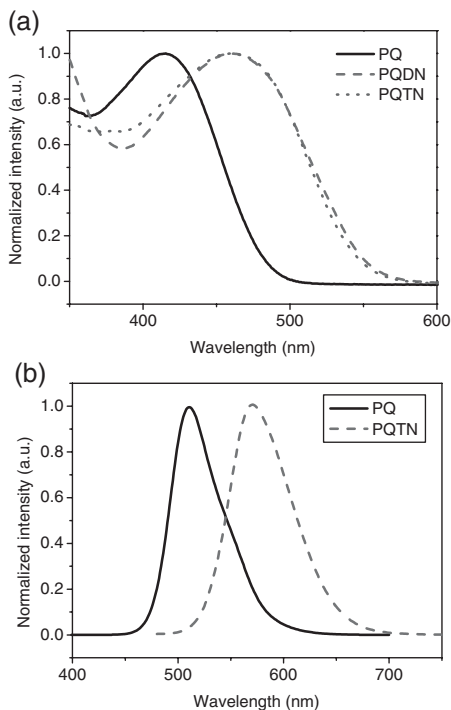 (a)
1.0
0.8
0.6
0.4
0.2
0.0
Normalized intensity (a.u.)
PQ
PQDN
PQTN
400
500
600
Wavelength (nm)
(b)
1.0
0.8
0.6
0.4
0.2
0.0
Normalized intensity (a.u.)
PQ
PQTN
400
500
600
700
Wavelength (nm)